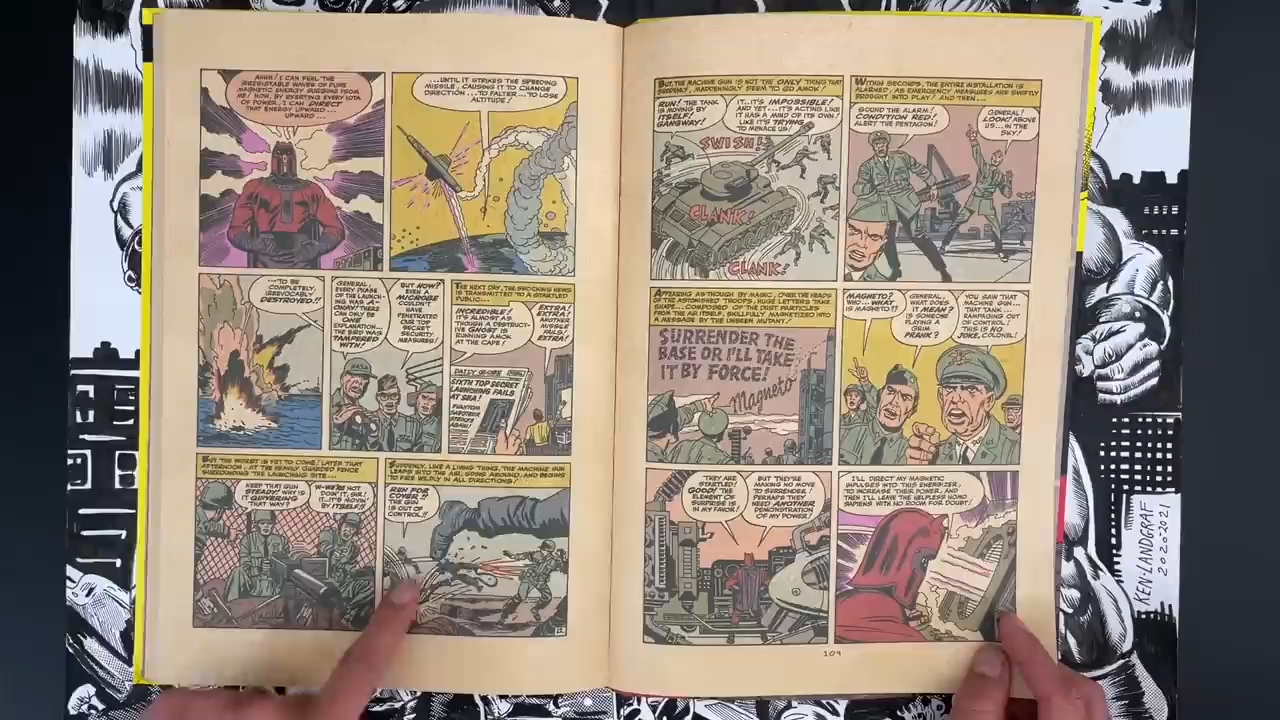 AHHH! I CAN FEEL THE
IRRESISTABLE WAVES OF PURE
MAGNETIC ENERGY SURGING FROM
ME! NOW, BY EXERTING EVERY IOTA
OF POWER, I CAN DIRECT
ENERGY UPWARD...
UPWARD...
...UNTIL IT STRIKES THE SPEEDING
MISSILE, CAUSING IT TO CHANGE
DIRECTION... TO FALTER... TO LOSE
ALTITUDE!
"TO BE
COMPLETELY,
IRREVOCABLY
DESTROYED!!
GENERAL,
EVERY PHASE
OF THE LAUNCH-
ING WAS A-
OKAY! THERE
CAN ONLY BE
ONE
EXPLANATION...
THE BIRD WAS
TAMPERED
WITH!
BUT HOW?
EVEN A
MICROBE
COULDN'T
HAVE
PENETRATED
OUR TOP
SECRET
SECURITY
MEASURES!
NASA
THE NEXT DAY, THE SHOCKING NEWS
IS TRANSMITTED TO A STARTLED
PUBLIC...
INCREDIBLE!
IT'S ALMOST AS
THOUGH A DESTRUCT-
IVE GHOST IS
RUNNING AMOK
AT THE CAPE!
EXTRA!
EXTRA!
ANOTHER
MISSILE
FAILS!
EXTRA!
DAILY GLOBE
SIXTH TOP SECRET
LAUNCHING FAILS
AT SEA!
PHANTOM
SABOTEUR
STRIKES
AGAIN!
BUT THE WORST IS YET TO COME! LATER THAT
AFTERNOON, AT THE HEAVILY GUARDED FENCE
SURROUNDING THE LAUNCHING SITE...
KEEP THAT GUN
STEADY! WHY IS
IT QUIVERING
THAT WAY?
W-WE'RE NOT
DOIN' IT, SIR!
IT...IT'S MOVIN'
BY ITSELF!!
SUDDENLY, LIKE A LIVING THING, THE MACHINE GUN
LEAPS INTO THE AIR, SPINS AROUND, AND BEGINS
TO FIRE WILDLY IN ALL DIRECTIONS!
RUN FOR
COVER!!
THE GUN
IS OUT OF
CONTROL!!
BUT THE MACHINE GUN IS NOT THE ONLY THING THAT
SUDDENLY, MADDENINGLY SEEMS TO GO AMOK!
RUN! THE TANK
IS MOVING BY
ITSELF!
GANGWAY!
IT..IT'S IMPOSSIBLE!
AND YET--IT'S ACTING LIKE
IT HAS A MIND OF ITS OWN!
LIKE IT'S TRYING
TO MENACE US!
SWISH!
CLANK!
CLANK!
WITHIN SECONDS, THE ENTIRE INSTALLATION IS
ALARMED, AS EMERGENCY MEASURES ARE SWIFTLY
BROUGHT INTO PLAY! AND THEN...
SOUND THE ALARM!
CONDITION RED!
ALERT THE PENTAGON!
GENERAL!
LOOK! ABOVE
US... IN THE
SKY!
APPEARING AS THOUGH BY MAGIC, OVER THE HEADS
OF THE ASTONISHED TROOPS, HUGE LETTERS TAKE
SHAPE...COMPOSED OF THE DUST PARTICLES
FROM THE AIR ITSELF, SKILLFULLY MAGNETIZED INTO
A MESSAGE BY THE UNSEEN MUTANT!
SURRENDER THE
BASE OR I'LL TAKE
IT BY FORCE!
Magneto
MAGNETO?
WHO...WHAT
IS MAGNETO??
GENERAL,
WHAT DOES
IT MEAN?
IS SOMEONE
PLAYING A
GRIM
PRANK?
YOU SAW THAT
MACHINE GUN...
THAT TANK...
RAMPAGING OUT
OF CONTROL!
THIS IS NO
JOKE, COLONEL!
THEY ARE
STARTLED!
GOOD! THE
ELEMENT OF
SURPRISE IS
IN MY FAVOR!
BUT THEY'RE
MAKING NO MOVE
TO SURRENDER!
PERHAPS THEY
NEED ANOTHER
DEMONSTRATION
OF MY POWER!
I'LL DIRECT MY MAGNETIC
IMPULSES INTO THIS ENERGIZER,
TO INCREASE THEIR POWER, AND
THEN I'LL LEAVE THE HELPLESS HOMO
SAPIENS WITH NO ROOM FOR DOUBT!
109
KEN·LANDGRAF